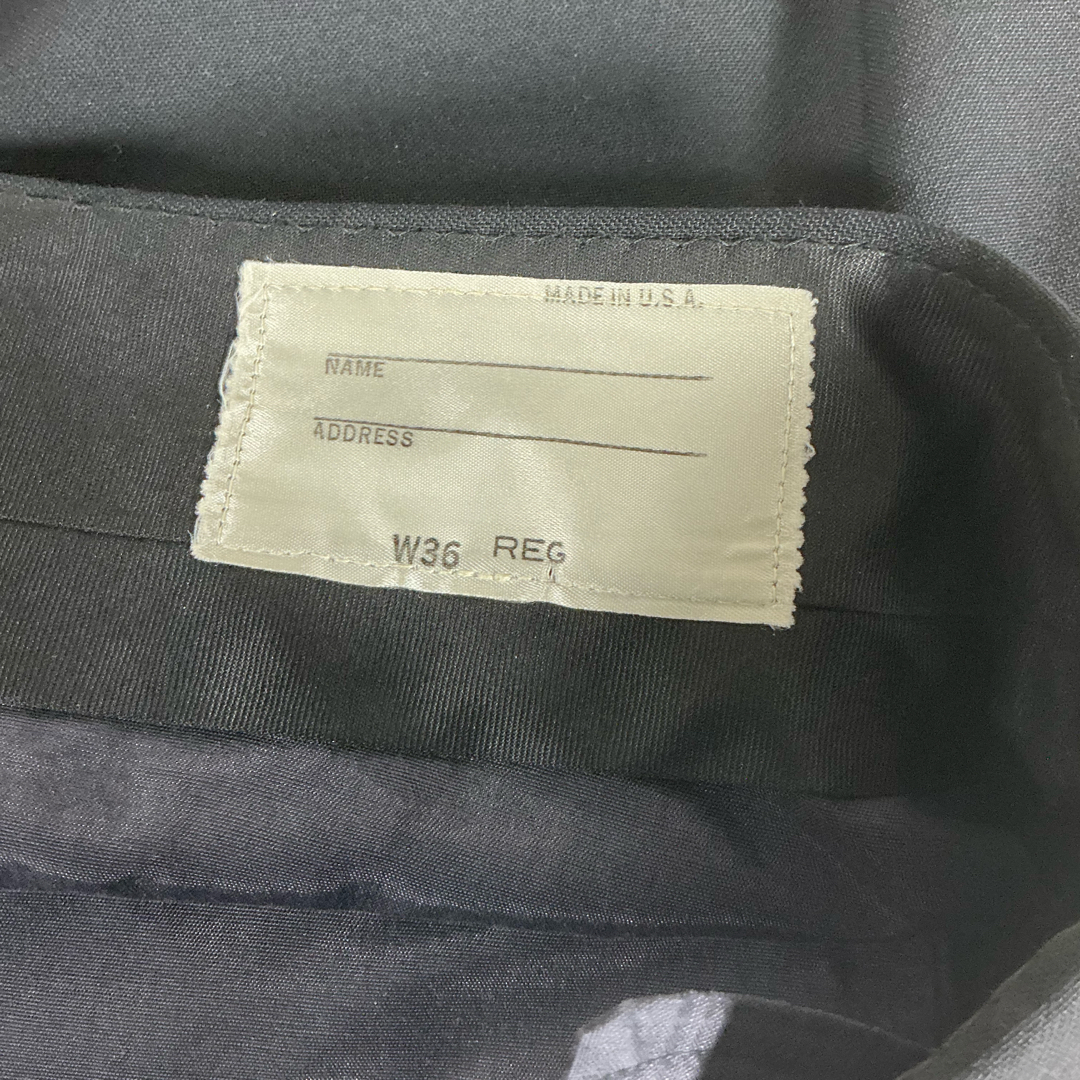 MADE IN U.S.A.
NAME
ADDRESS
W36 REG